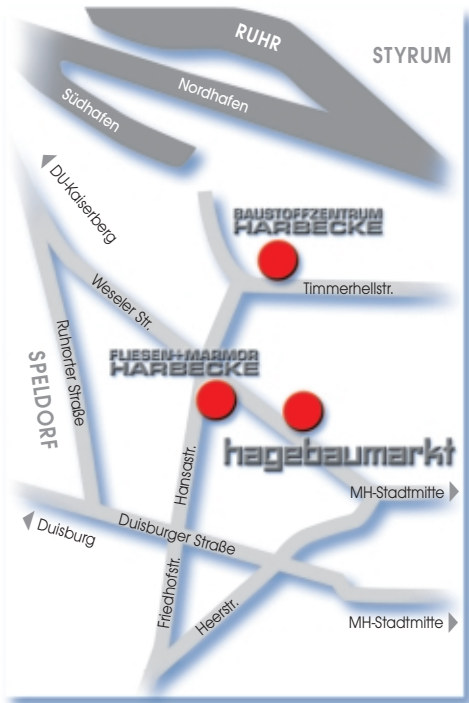 RUHR
STYRUM
Nordhafen
Südhafen
DU-Kaiserberg
BAUSTOFFZENTRUM
HARBECKE
Timmerhellstr.
Weseler Str.
Ruhrorter Straße
SPELDORF
FLIESEN+MARMOR
HARBECKE
hagebaumarkt
Hansastr.
MH-Stadtmitte
Duisburg
Duisburger Straße
Friedhofstr.
Heerstr.
MH-Stadtmitte